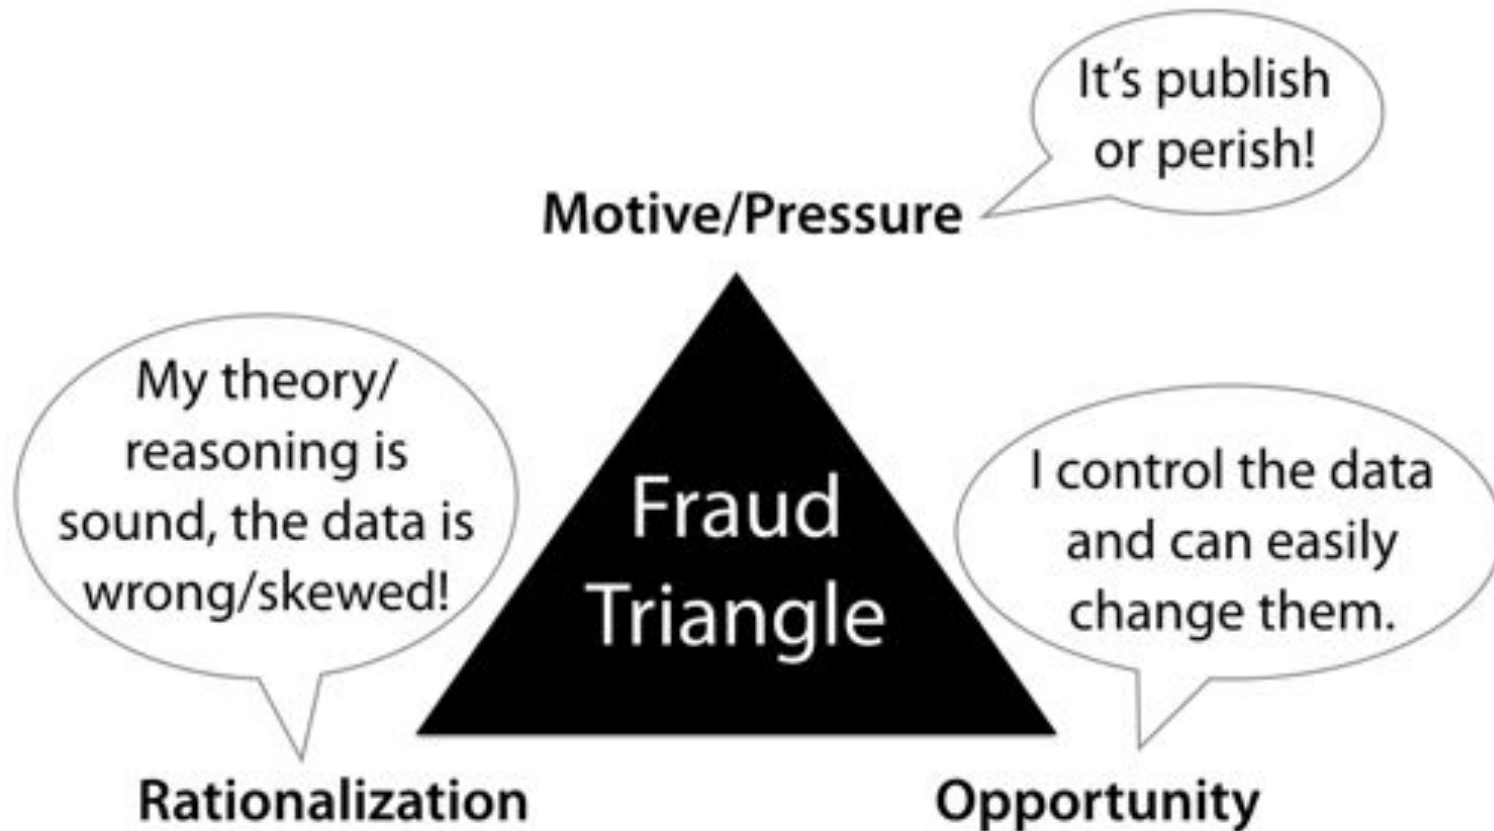 It's publish
or perish!
Motive/Pressure
My theory/
reasoning is
sound, the data is
wrong/skewed!
Fraud
Triangle
I control the data
and can easily
change them.
Rationalization
Opportunity